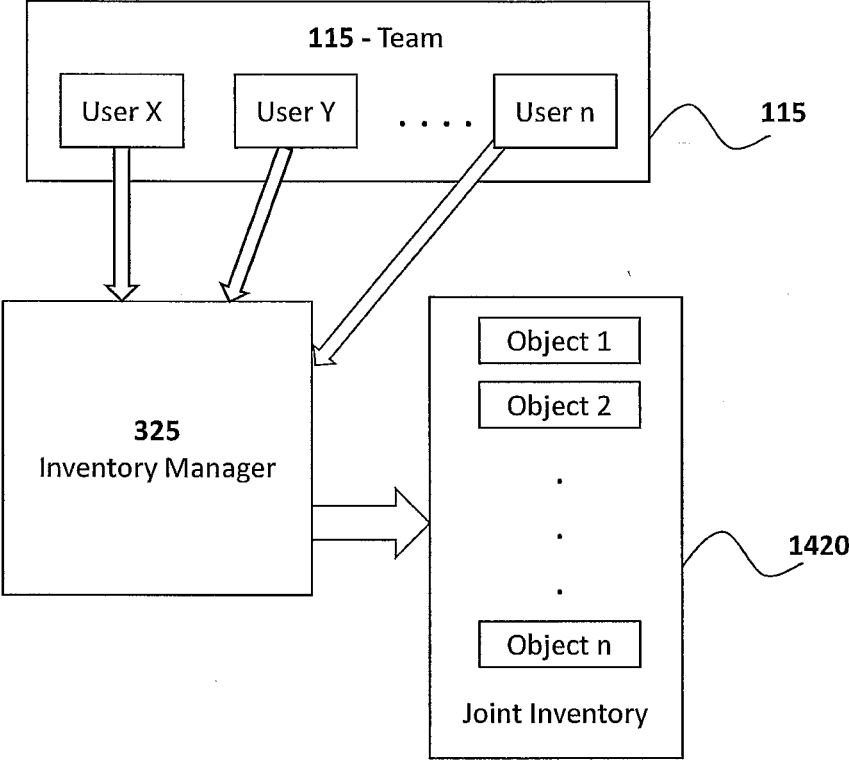 115 - Team
User X
User Y
. . . .
User n
115
325
Inventory Manager
Object 1
Object 2
.
.
.
Object n
Joint Inventory
1420